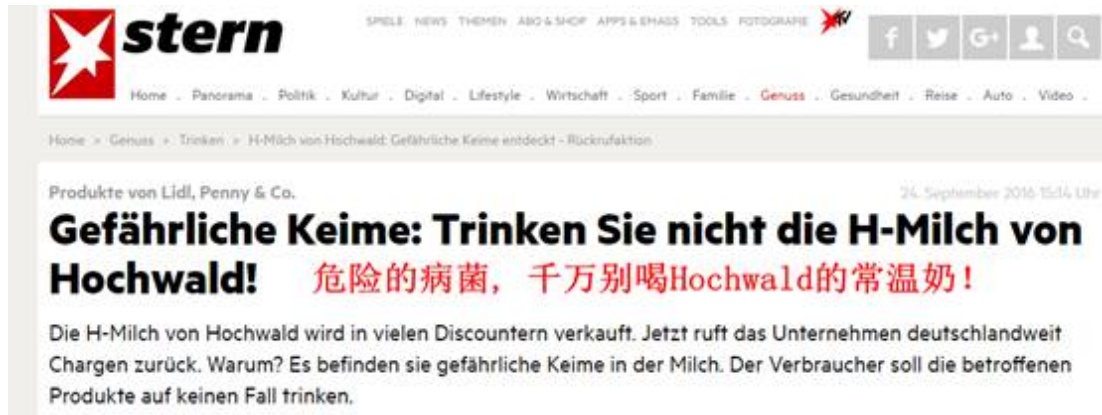 stern
SPIELE NEWS THEMEN ABO & SHOP APPS & EMAGS TOOLS FOTOGRAFIE TV
Home . Panorama . Politik . Kultur . Digital . Lifestyle . Wirtschaft . Sport . Familie . Genuss . Gesundheit . Reise . Auto . Video .
Home » Genuss » Trinken » H-Milch von Hochwald: Gefährliche Keime entdeckt - Rückrufaktion
Produkte von Lidl, Penny & Co.
24. September 2016 15:14 Uhr
Gefährliche Keime: Trinken Sie nicht die H-Milch von
Hochwald! 危险的病菌，千万别喝Hochwald的常温奶！
Die H-Milch von Hochwald wird in vielen Discountern verkauft. Jetzt ruft das Unternehmen deutschlandweit
Chargen zurück. Warum? Es befinden sie gefährliche Keime in der Milch. Der Verbraucher soll die betroffenen
Produkte auf keinen Fall trinken.